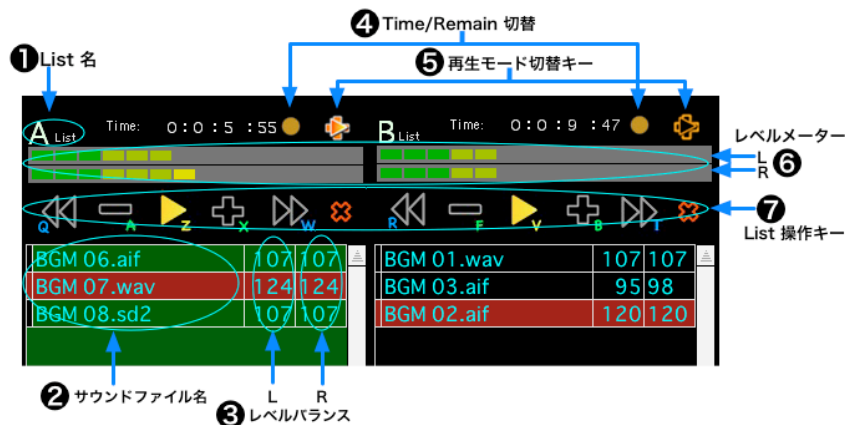 ❹Time/Remain 切替
❶List 名
❺再生モード切替キー
A List Time: 0:0:5 :55
B List Time: 0:0:9 :47
レベルメーター
L
R ❻
Q A Z X W R F V B T
❼
List 操作キー
BGM 06.aif 107 107
BGM 07.wav 124 124
BGM 08.sd2 107 107
BGM 01.wav 107 107
BGM 03.aif 95 98
BGM 02.aif 120 120
❷サウンドファイル名
L R
❸レベルバランス